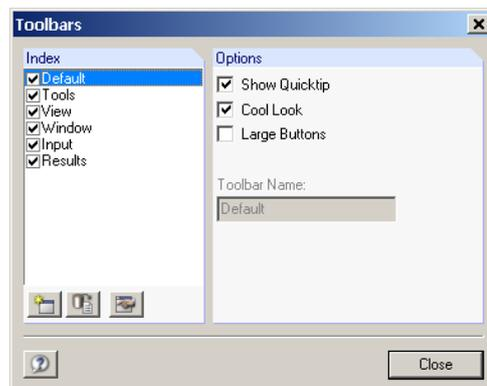 Toolbars
Index
Default
Tools
View
Window
Input
Results
Options
Show Quicktip
Cool Look
Large Buttons
Toolbar Name:
Default
Close